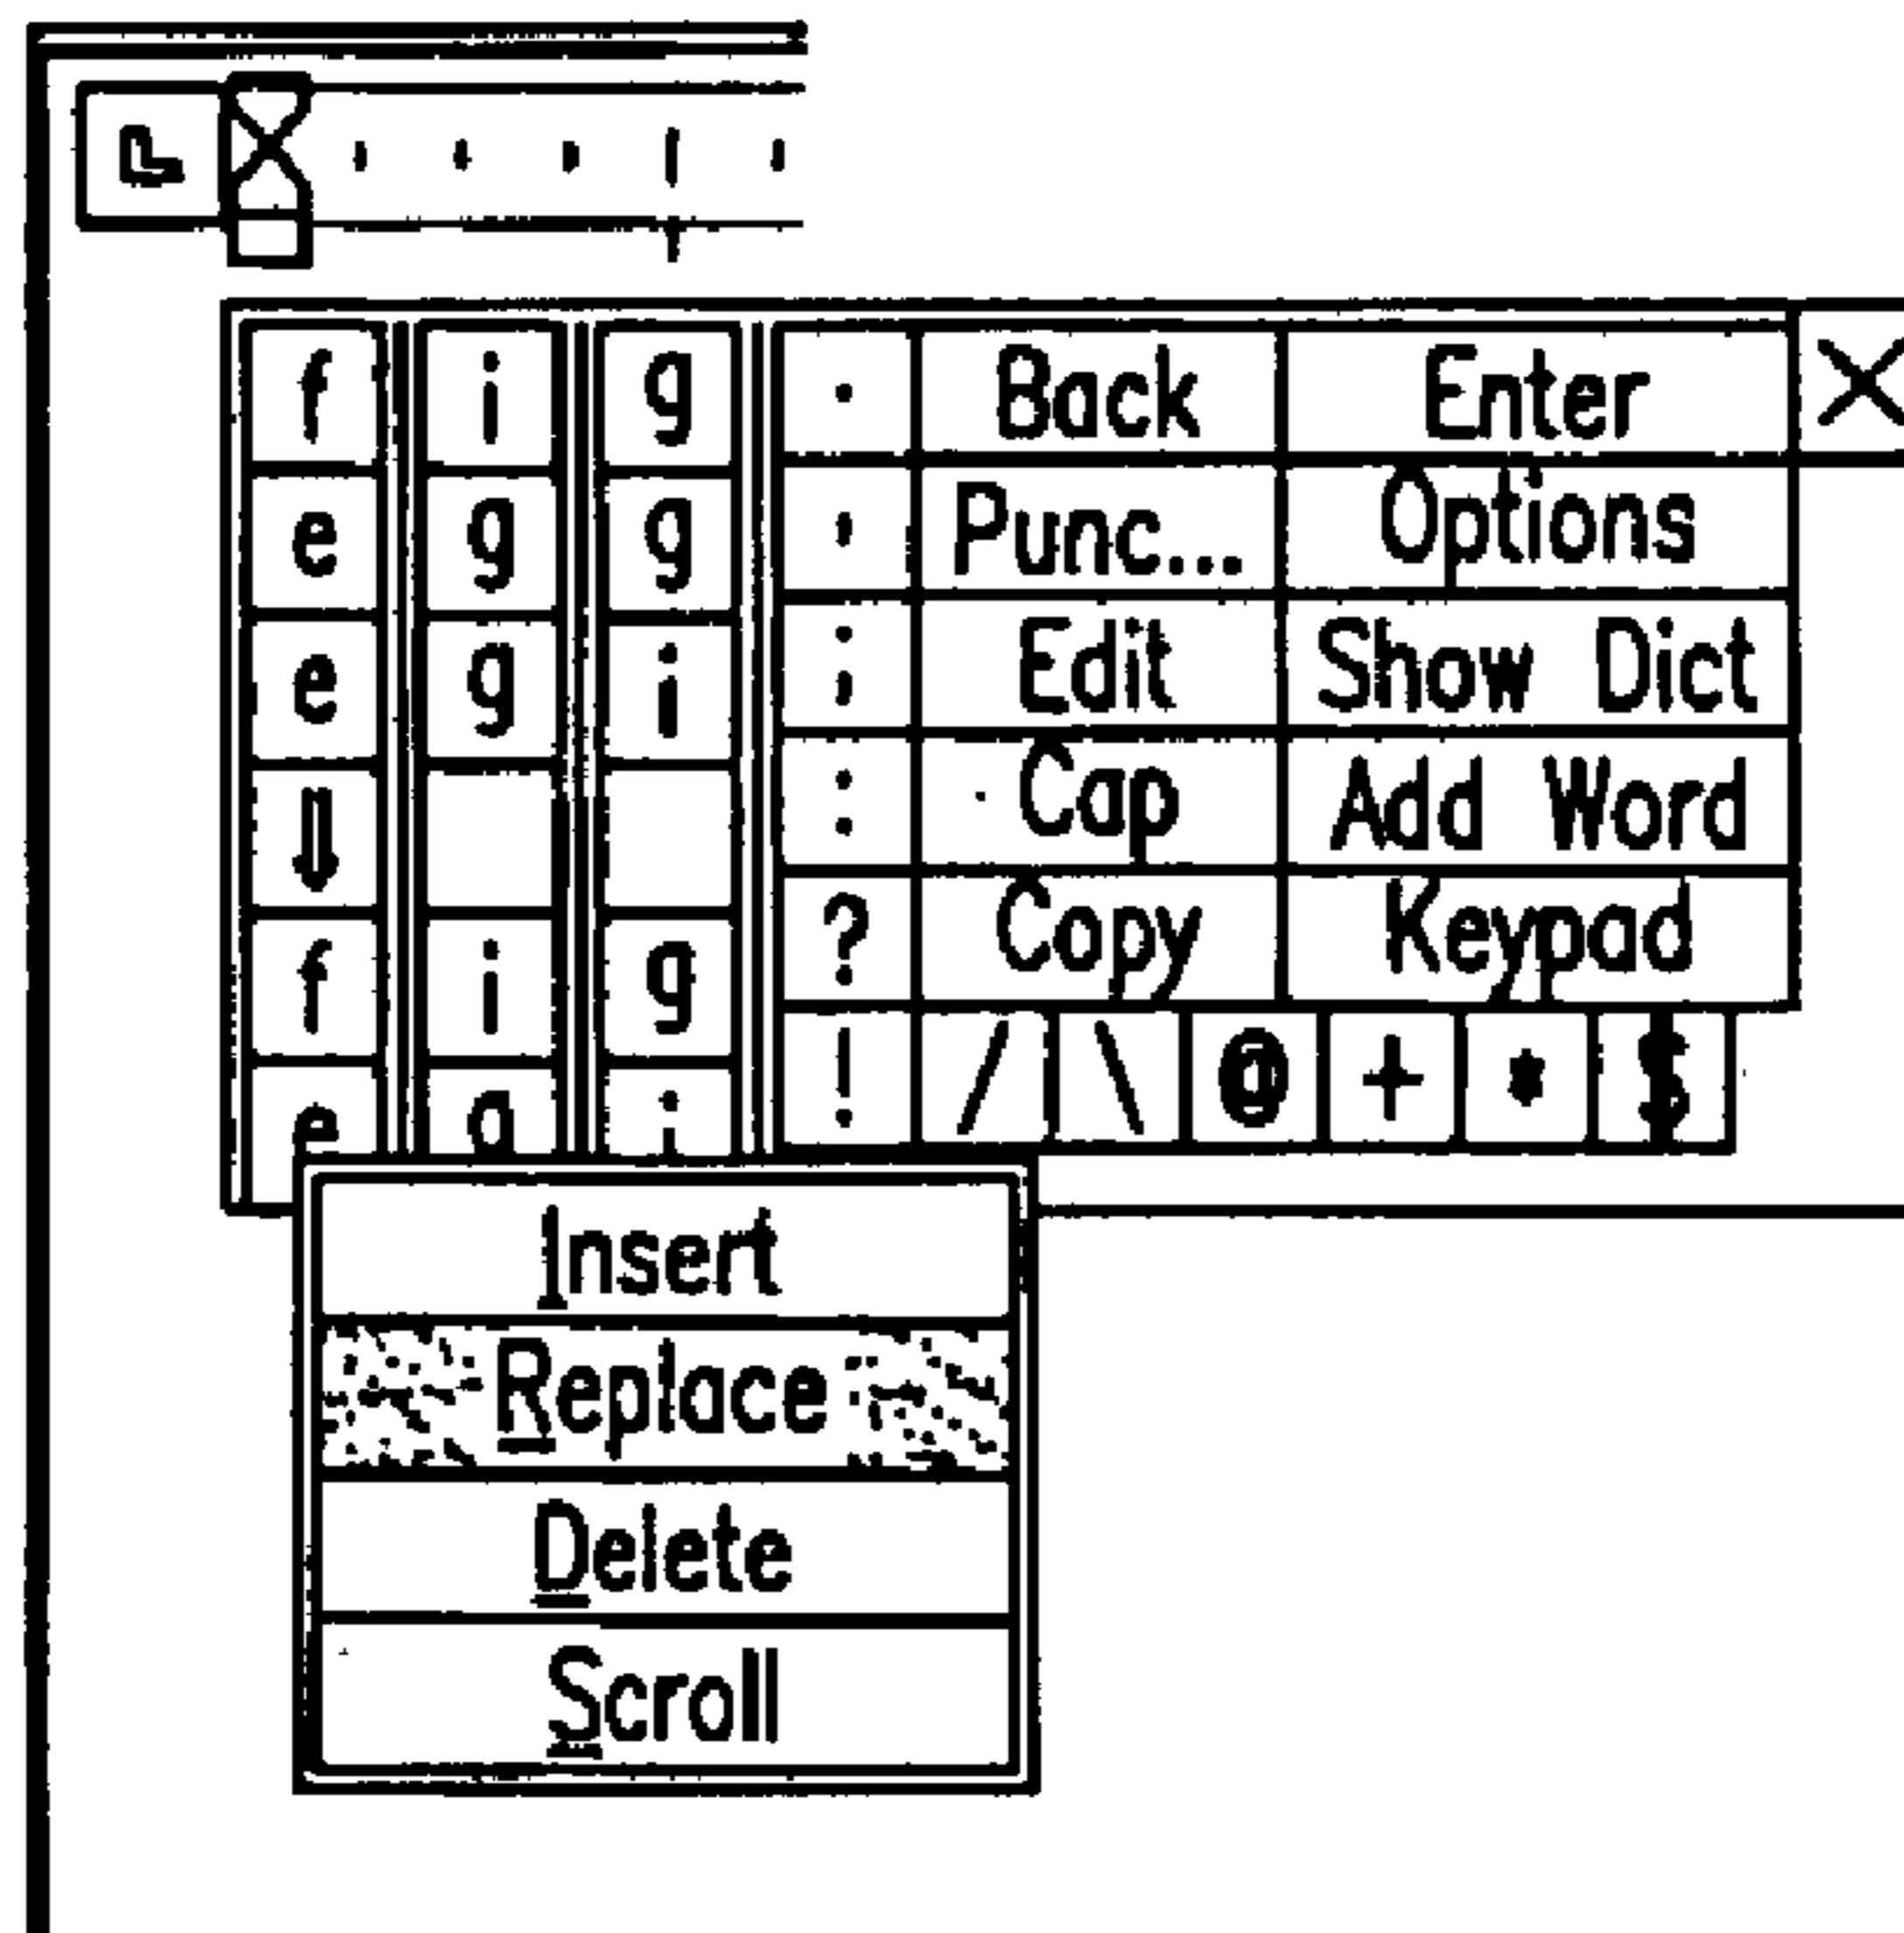 f i g . Back Enter X
e g g , Punc... Options
e g i ; Edit Show Dict
⇩ : Cap Add Word
f i g ? Copy Keypad
e g i ! / \ @ + * $
Insert
Replace
Delete
Scroll